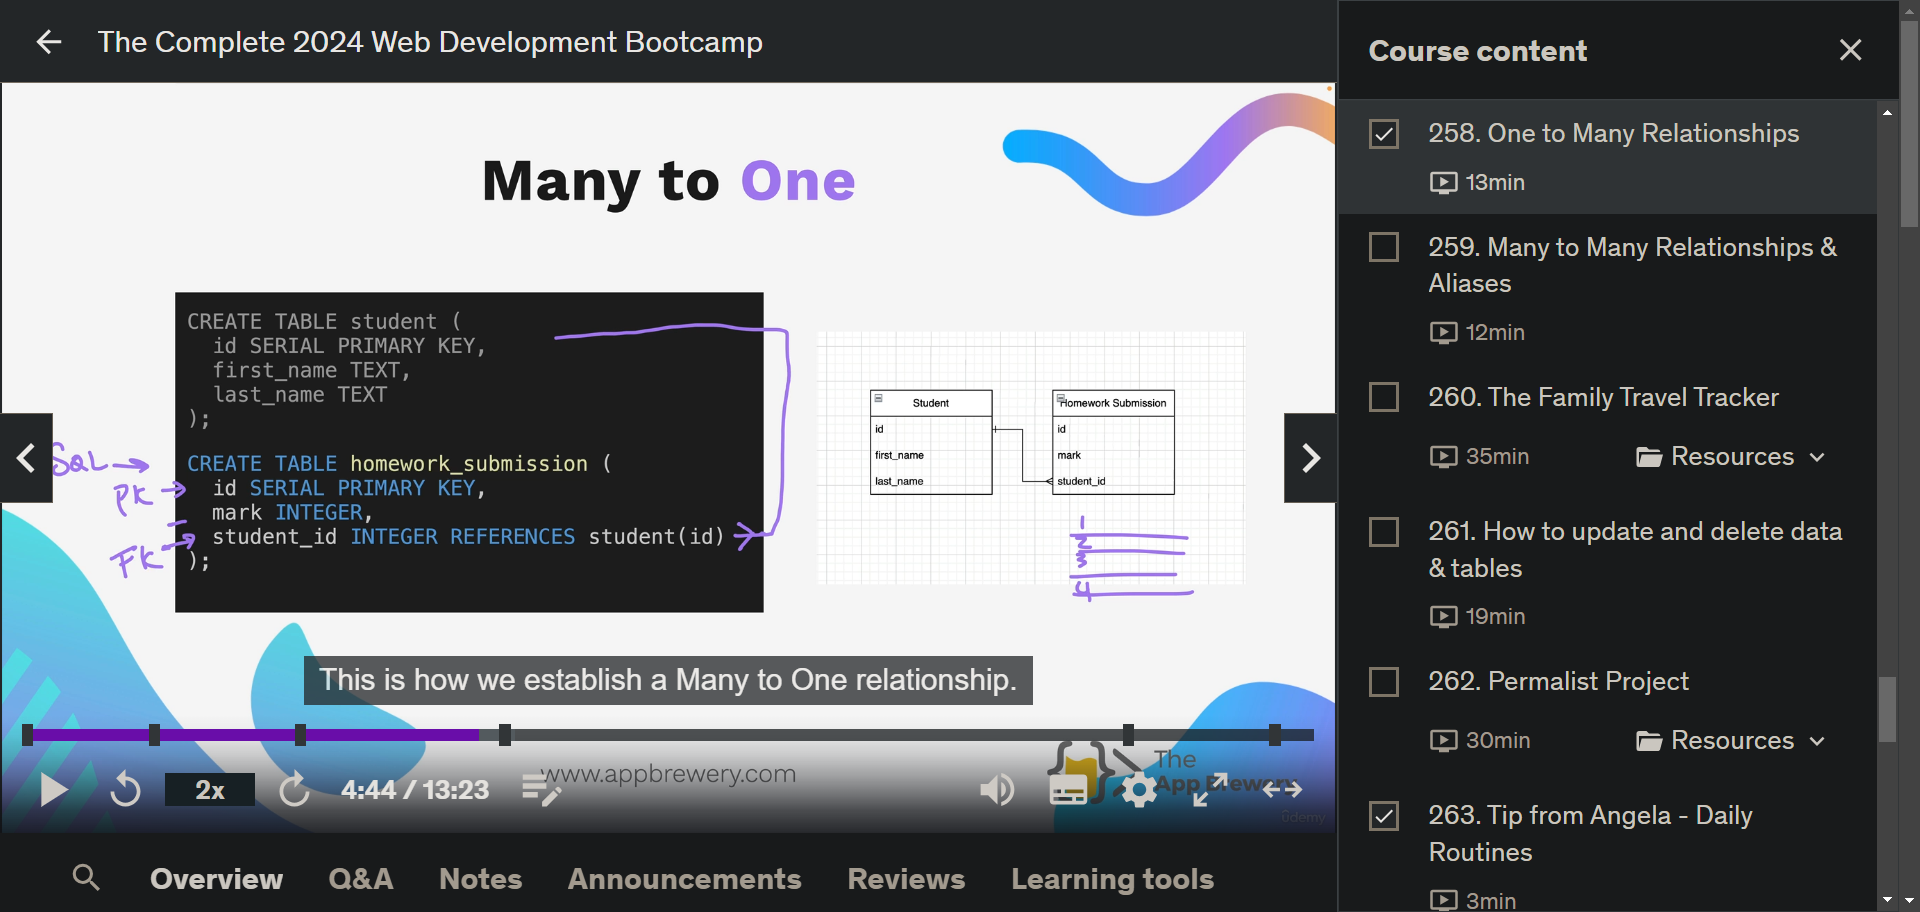 The Complete 2024 Web Development Bootcamp
Many to One
CREATE TABLE student (
id SERIAL PRIMARY KEY,
first_name TEXT,
last_name TEXT
);
CREATE TABLE homework_submission (
id SERIAL PRIMARY KEY,
mark INTEGER,
student_id INTEGER REFERENCES student(id)
);
SQL
PK
FK
Student
id
first_name
last_name
Homework Submission
id
mark
student_id
1
2
3
4
This is how we establish a Many to One relationship.
www.appbrewery.com
The
App Brewery
2x
4:44 / 13:23
Udemy
Overview
Q&A
Notes
Announcements
Reviews
Learning tools
Course content
258. One to Many Relationships
13min
259. Many to Many Relationships &
Aliases
12min
260. The Family Travel Tracker
35min
Resources
261. How to update and delete data
& tables
19min
262. Permalist Project
30min
Resources
263. Tip from Angela - Daily
Routines
3min